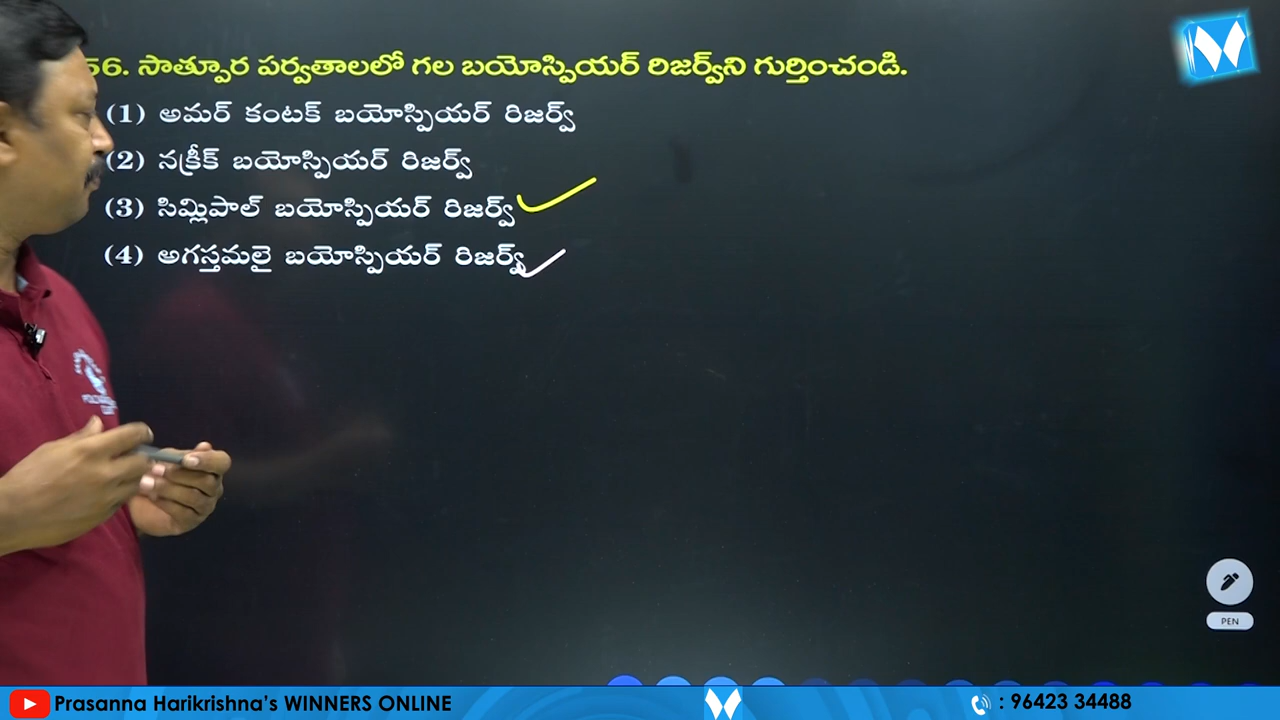 56. సాత్పూర పర్వతాలలో గల బయోస్పియర్ రిజర్వ్‌ని గుర్తించండి.
(1) అమర్ కంటక్ బయోస్పియర్ రిజర్వ్
(2) నక్రీక్ బయోస్పియర్ రిజర్వ్
(3) సిమ్లిపాల్ బయోస్పియర్ రిజర్వ్
(4) అగస్తమలై బయోస్పియర్ రిజర్వ్
PEN
Prasanna Harikrishna's WINNERS ONLINE
: 96423 34488